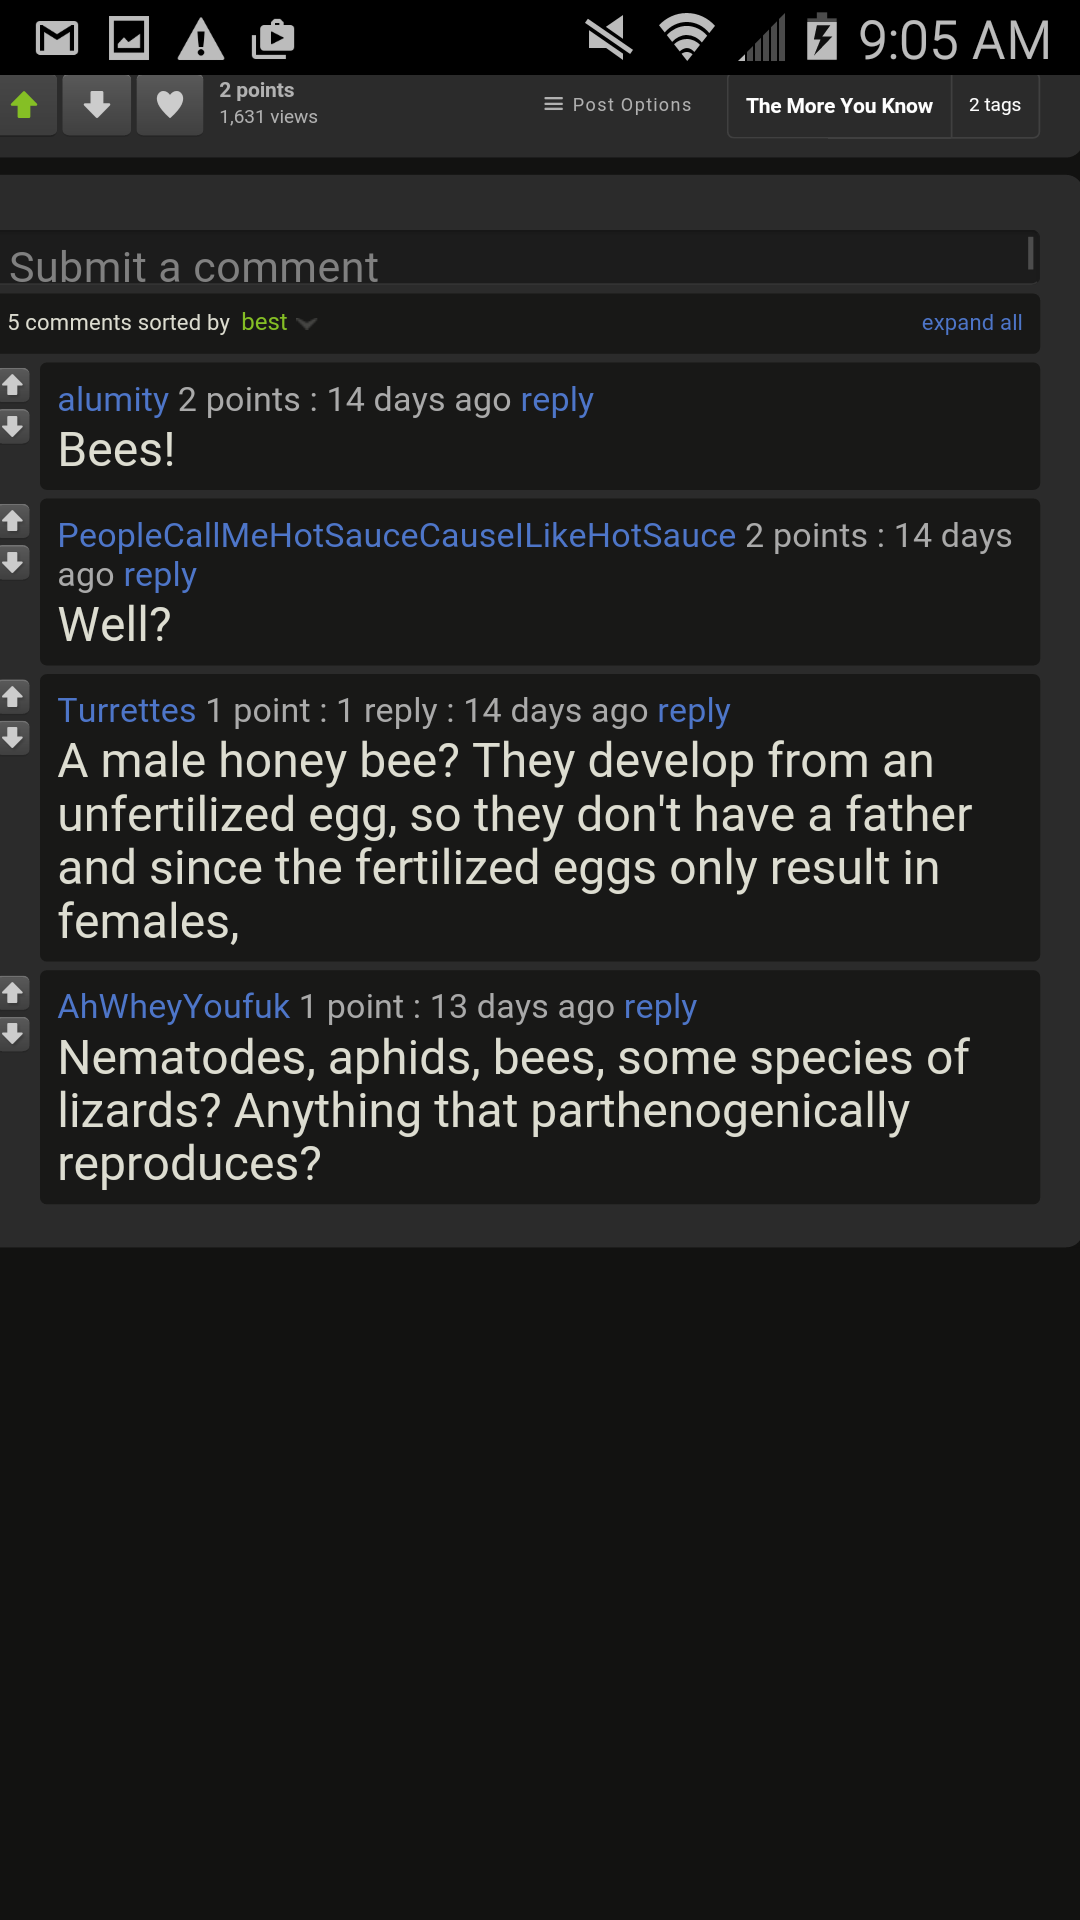 9:05 AM
2 points
1,631 views
Post Options
The More You Know
2 tags
Submit a comment
5 comments sorted by best
expand all
alumity 2 points : 14 days ago reply
Bees!
PeopleCallMeHotSauceCauseILikeHotSauce 2 points : 14 days
ago reply
Well?
Turrettes 1 point : 1 reply : 14 days ago reply
A male honey bee? They develop from an
unfertilized egg, so they don't have a father
and since the fertilized eggs only result in
females,
AhWheyYoufuk 1 point : 13 days ago reply
Nematodes, aphids, bees, some species of
lizards? Anything that parthenogenically
reproduces?